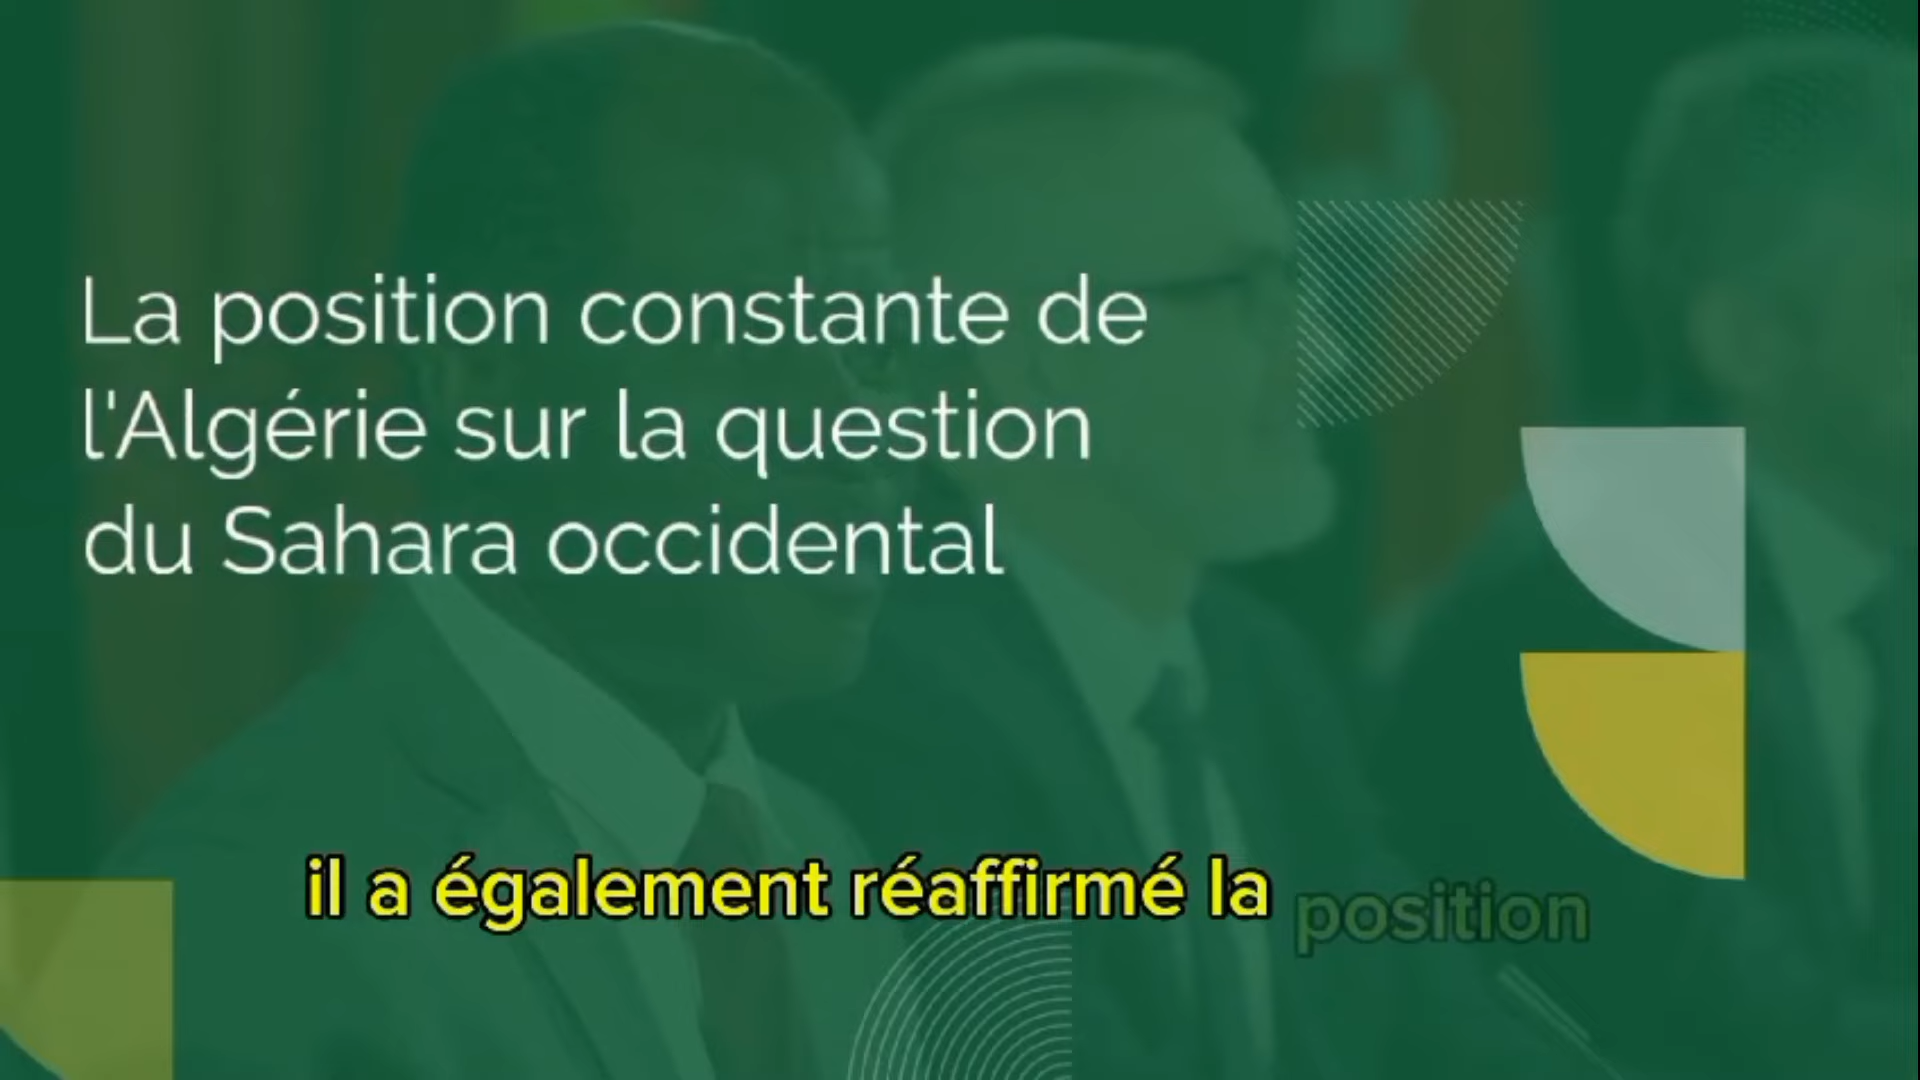 La position constante de
l'Algérie sur la question
du Sahara occidental
il a également réaffirmé la position